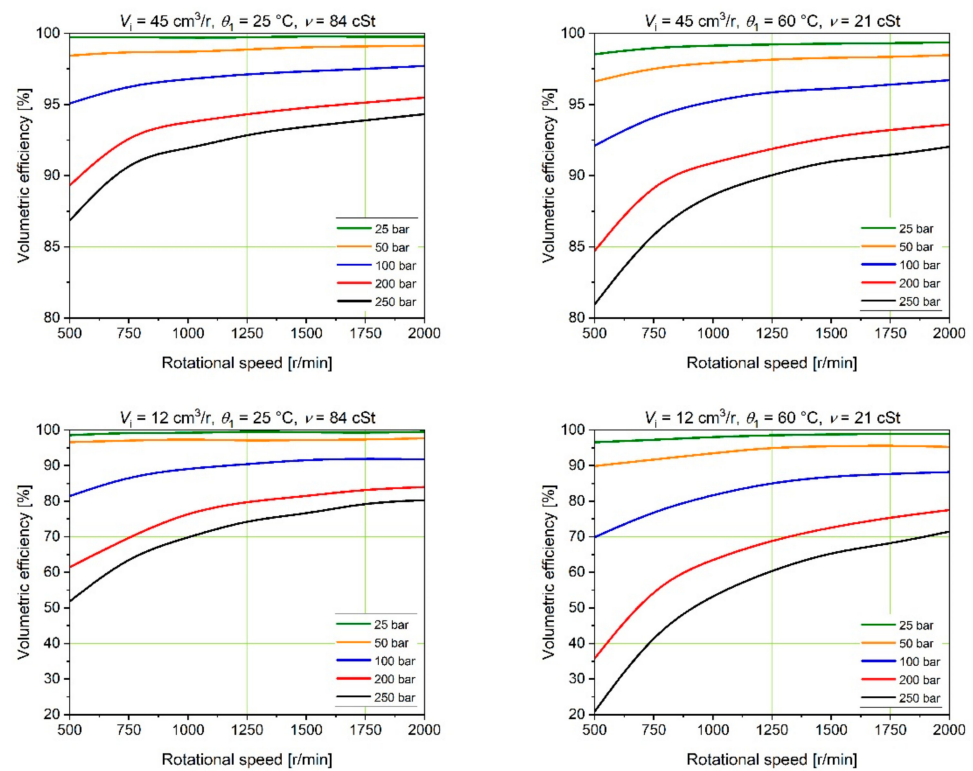 Vi = 45 cm³/r, θ1 = 25 °C, ν = 84 cSt
Volumetric efficiency [%]
100
95
90
85
80
25 bar
50 bar
100 bar
200 bar
250 bar
500 750 1000 1250 1500 1750 2000
Rotational speed [r/min]
Vi = 45 cm³/r, θ1 = 60 °C, ν = 21 cSt
Volumetric efficiency [%]
100
95
90
85
80
25 bar
50 bar
100 bar
200 bar
250 bar
500 750 1000 1250 1500 1750 2000
Rotational speed [r/min]
Vi = 12 cm³/r, θ1 = 25 °C, ν = 84 cSt
Volumetric efficiency [%]
100
90
80
70
60
50
40
30
20
25 bar
50 bar
100 bar
200 bar
250 bar
500 750 1000 1250 1500 1750 2000
Rotational speed [r/min]
Vi = 12 cm³/r, θ1 = 60 °C, ν = 21 cSt
Volumetric efficiency [%]
100
90
80
70
60
50
40
30
20
25 bar
50 bar
100 bar
200 bar
250 bar
500 750 1000 1250 1500 1750 2000
Rotational speed [r/min]